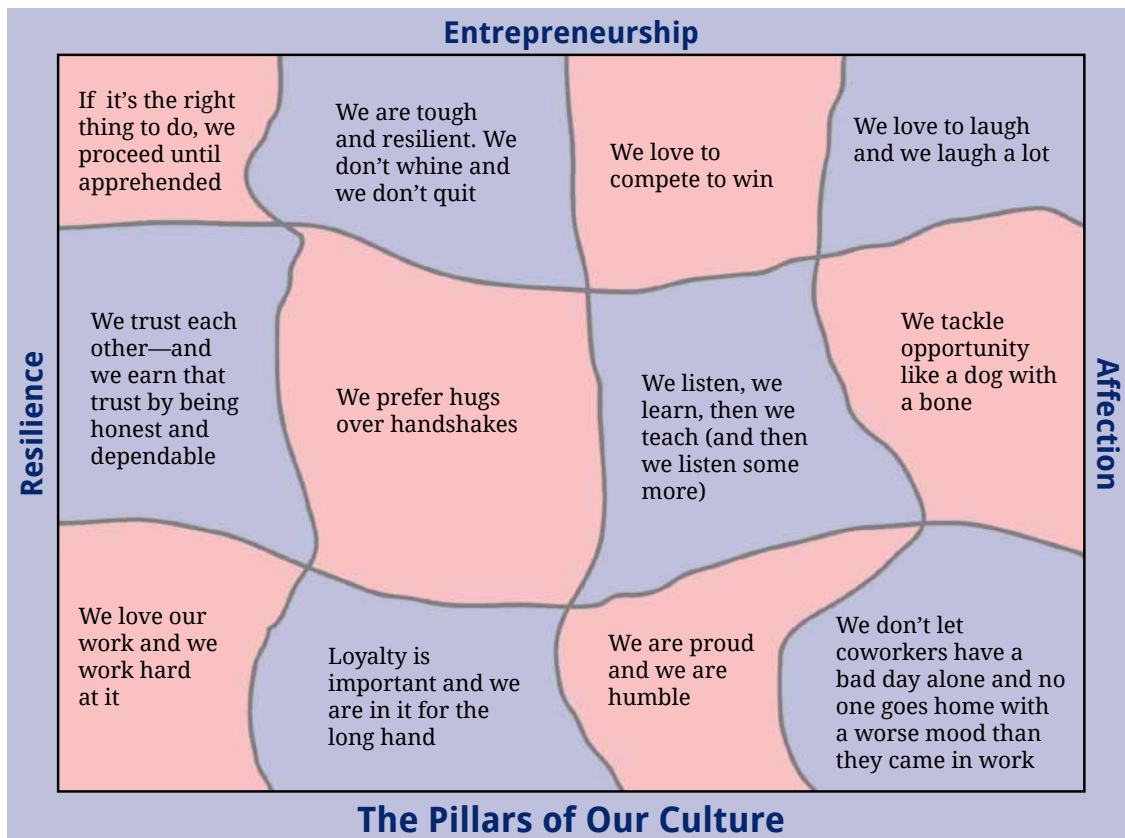 Entrepreneurship
If it’s the right
thing to do, we
proceed until
apprehended
We are tough
and resilient. We
don’t whine and
we don’t quit
We love to
compete to win
We love to laugh
and we laugh a lot
Resilience
We trust each
other—and
we earn that
trust by being
honest and
dependable
We prefer hugs
over handshakes
We listen, we
learn, then we
teach (and then
we listen some
more)
We tackle
opportunity
like a dog with
a bone
Affection
We love our
work and we
work hard
at it
Loyalty is
important and we
are in it for the
long hand
We are proud
and we are
humble
We don’t let
coworkers have a
bad day alone and no
one goes home with
a worse mood than
they came in work
The Pillars of Our Culture